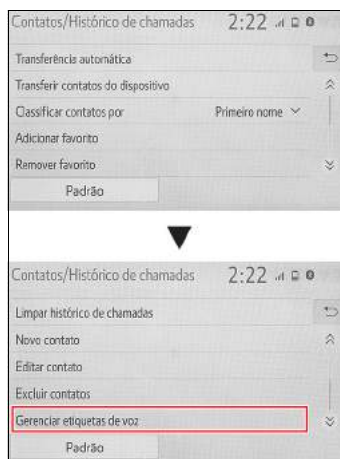 Contatos/Histórico de chamadas 2:22
Transferência automática
Transferir contatos do dispositivo
Classificar contatos por Primeiro nome
Adicionar favorito
Remover favorito
Padrão
Contatos/Histórico de chamadas 2:22
Limpar histórico de chamadas
Novo contato
Editar contato
Excluir contatos
Gerenciar etiquetas de voz
Padrão